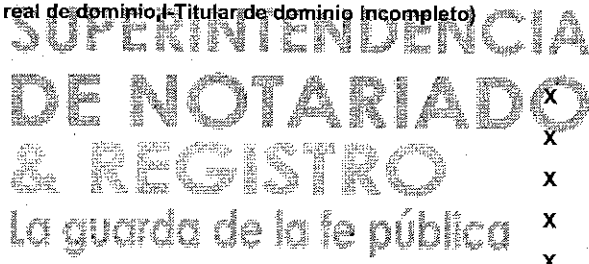 real de dominio,I-Titular de dominio Incompleto)
SUPERINTENDENCIA
DE NOTARIADO
X
X
& REGISTRO
X
La guarda de la fe pública
X
X